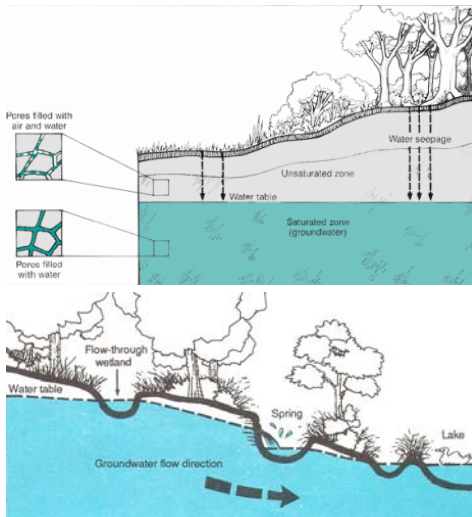 Pores filled with
air and water
Water seepage
Unsaturated zone
Water table
Saturated zone
(groundwater)
Pores filled
with water
Flow-through
wetland
Water table
Spring
Lake
Groundwater flow direction